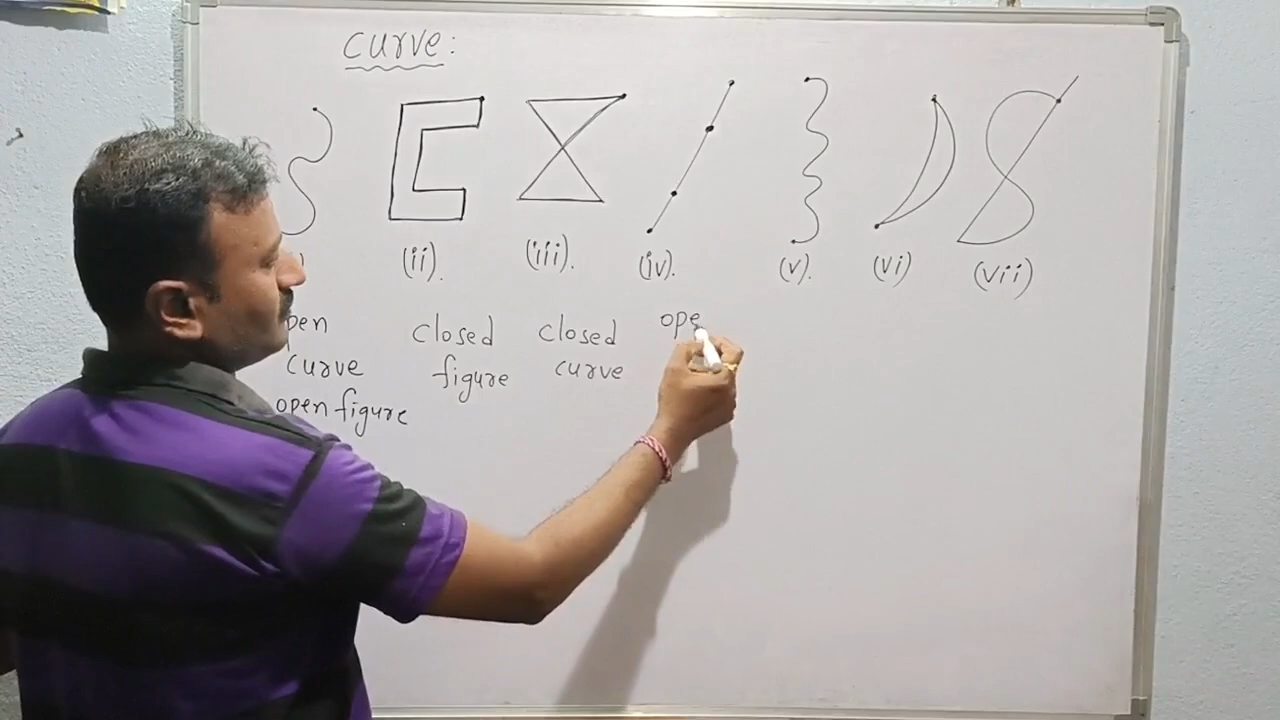 curve:
(ii). (iii). (iv). (v). (vi) (vii)
pen closed closed ope
curve figure curve
open figure